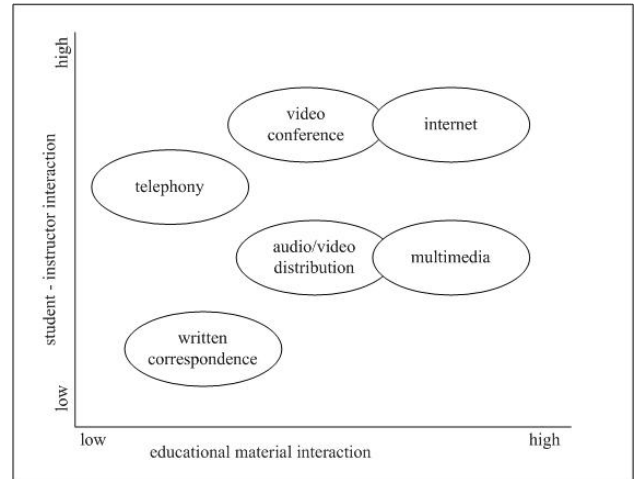 high
video
conference
internet
telephony
student - instructor interaction
audio/video
distribution
multimedia
written
correspondence
low
low
high
educational material interaction